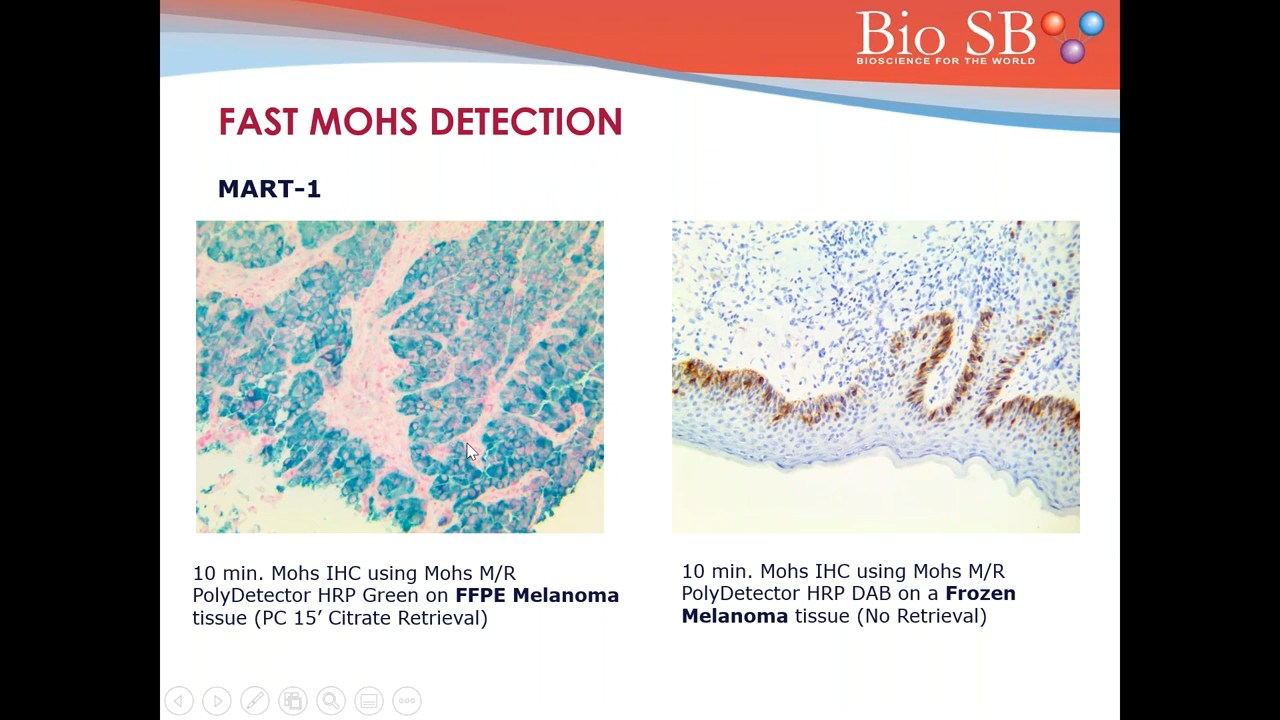 Bio SB
BIOSCIENCE FOR THE WORLD
FAST MOHS DETECTION
MART-1
10 min. Mohs IHC using Mohs M/R
PolyDetector HRP Green on FFPE Melanoma
tissue (PC 15’ Citrate Retrieval)
10 min. Mohs IHC using Mohs M/R
PolyDetector HRP DAB on a Frozen
Melanoma tissue (No Retrieval)